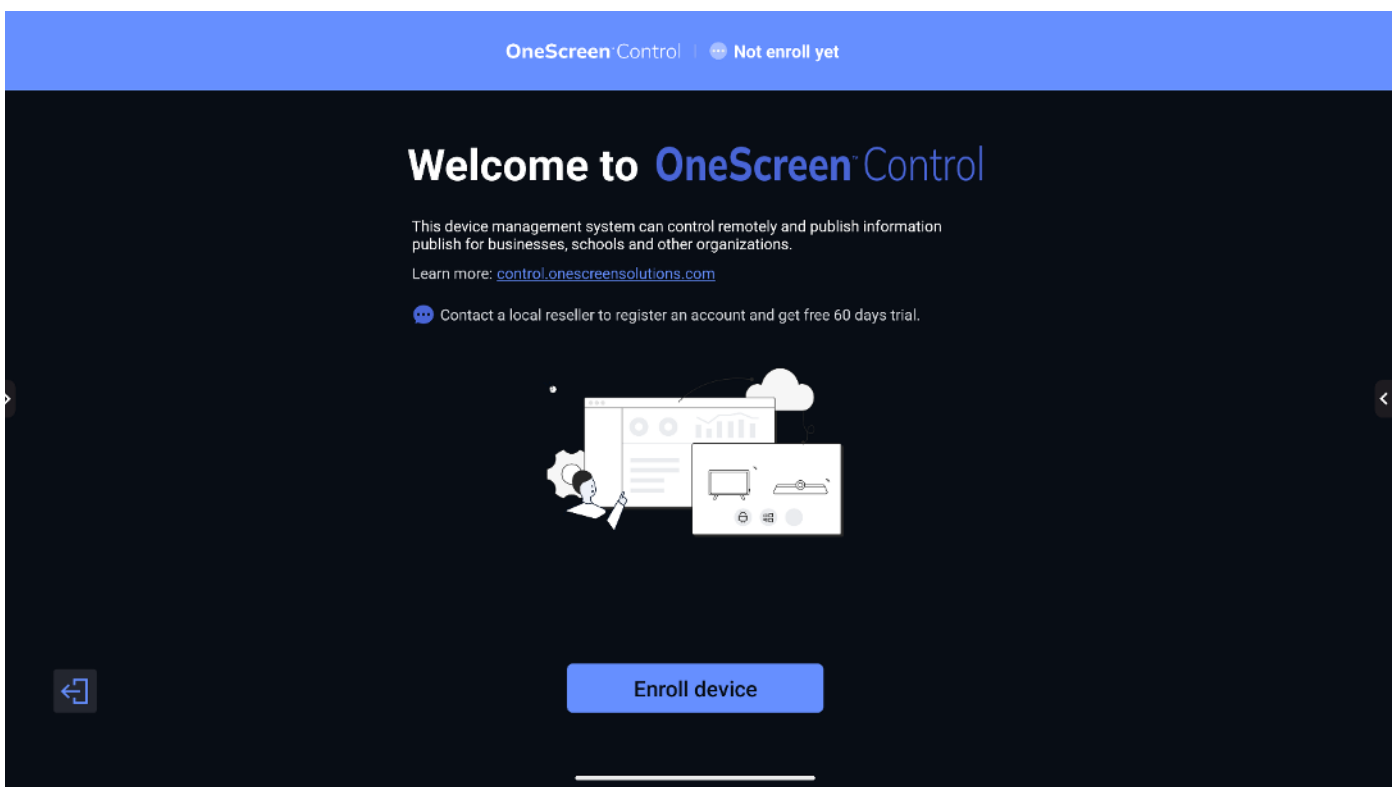 OneScreen Control | Not enroll yet
Welcome to OneScreen™ Control
This device management system can control remotely and publish information
publish for businesses, schools and other organizations.
Learn more: control.onescreensolutions.com
Contact a local reseller to register an account and get free 60 days trial.
Enroll device